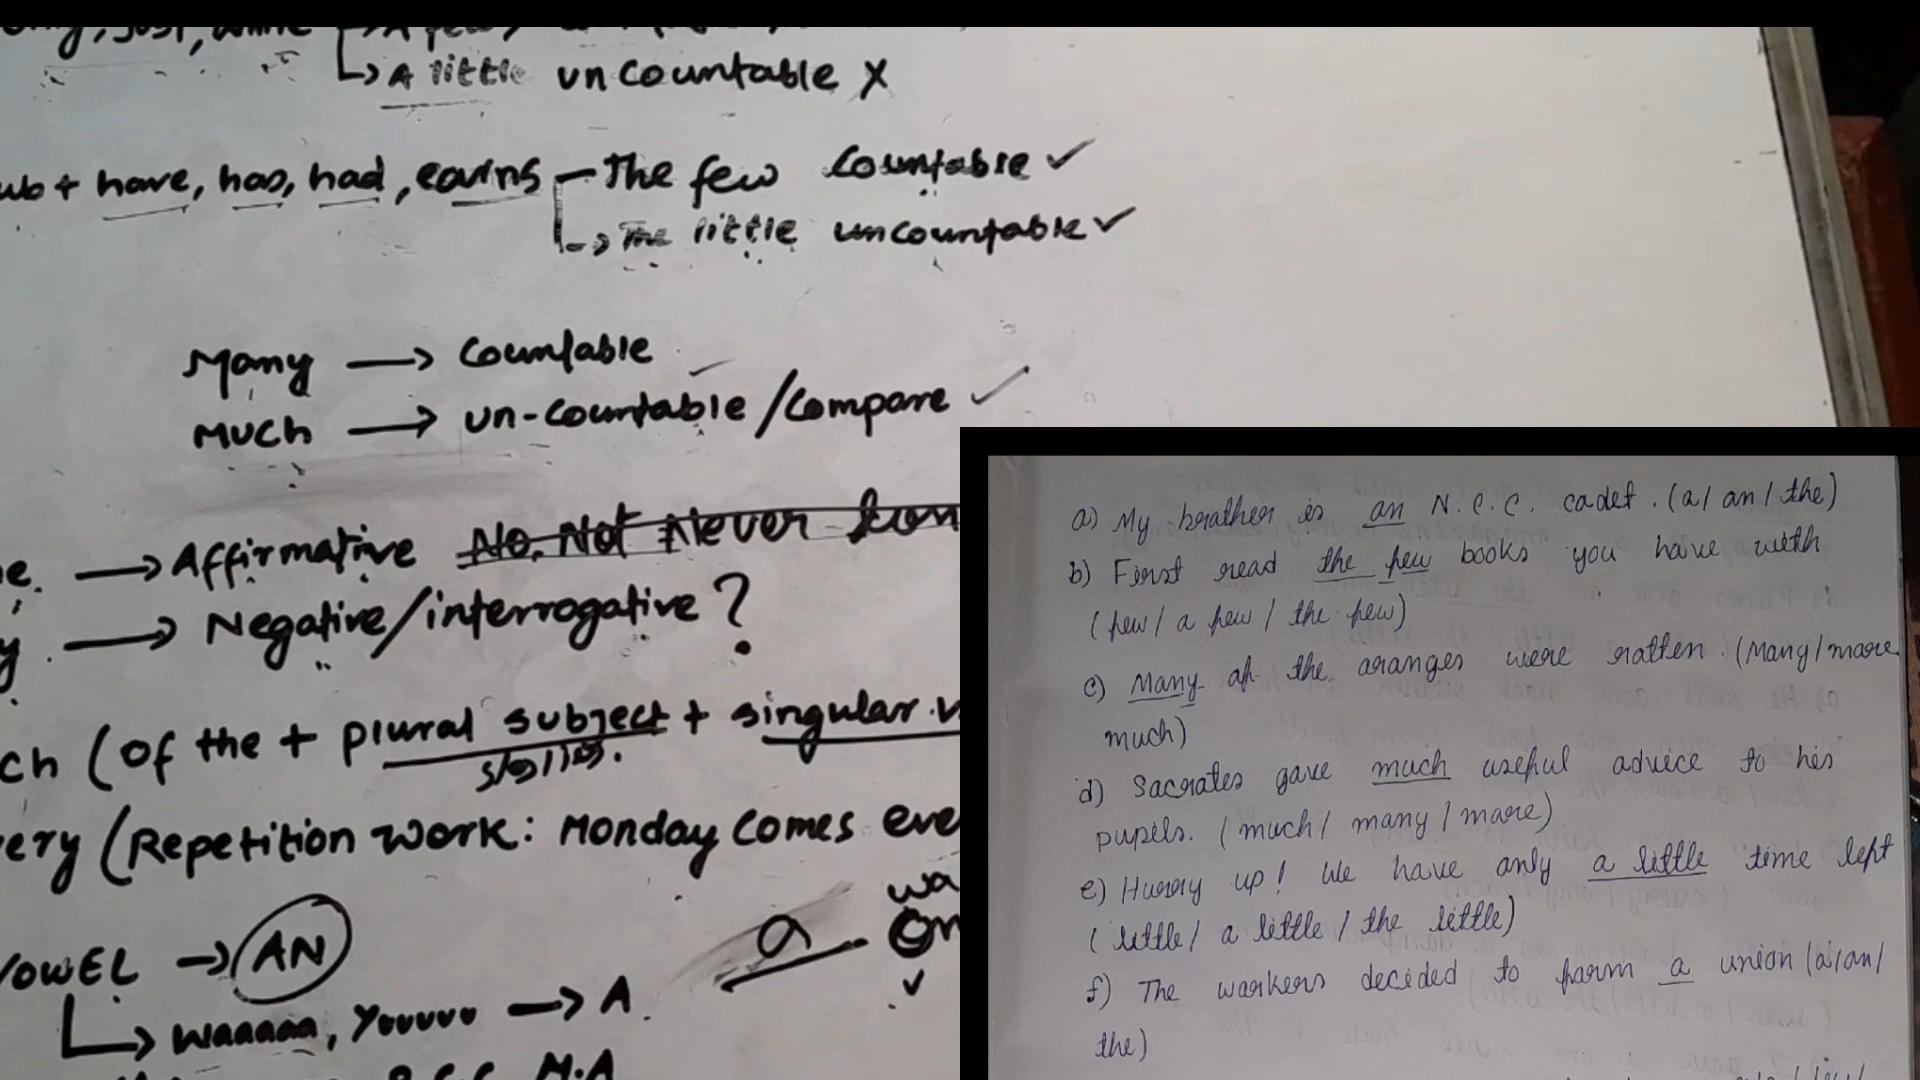 A little uncountable X
+ have, has, had, earns The few Countable ✓
The little uncountable ✓
Many → Countable
Much → un-countable/Compare ✓
→ Affirmative No, Not Never
→ Negative/interrogative?
(of the + plural subject + singular
(Repetition work: Monday comes
VOWEL → AN
a
→ waaaaa, Yuuuuu → A
M.A
a) My brother is an N.C.C. cadet. (a/ an/ the)
b) First read the few books you have with
(few/ a few / the few)
c) Many of the oranges were rotten. (Many/more
much)
d) Socrates gave much useful advice to his
pupils. (much/ many / more)
e) Hurry up! We have only a little time left
(little/ a little / the little)
f) The workers decided to form a union (a/an/
the)